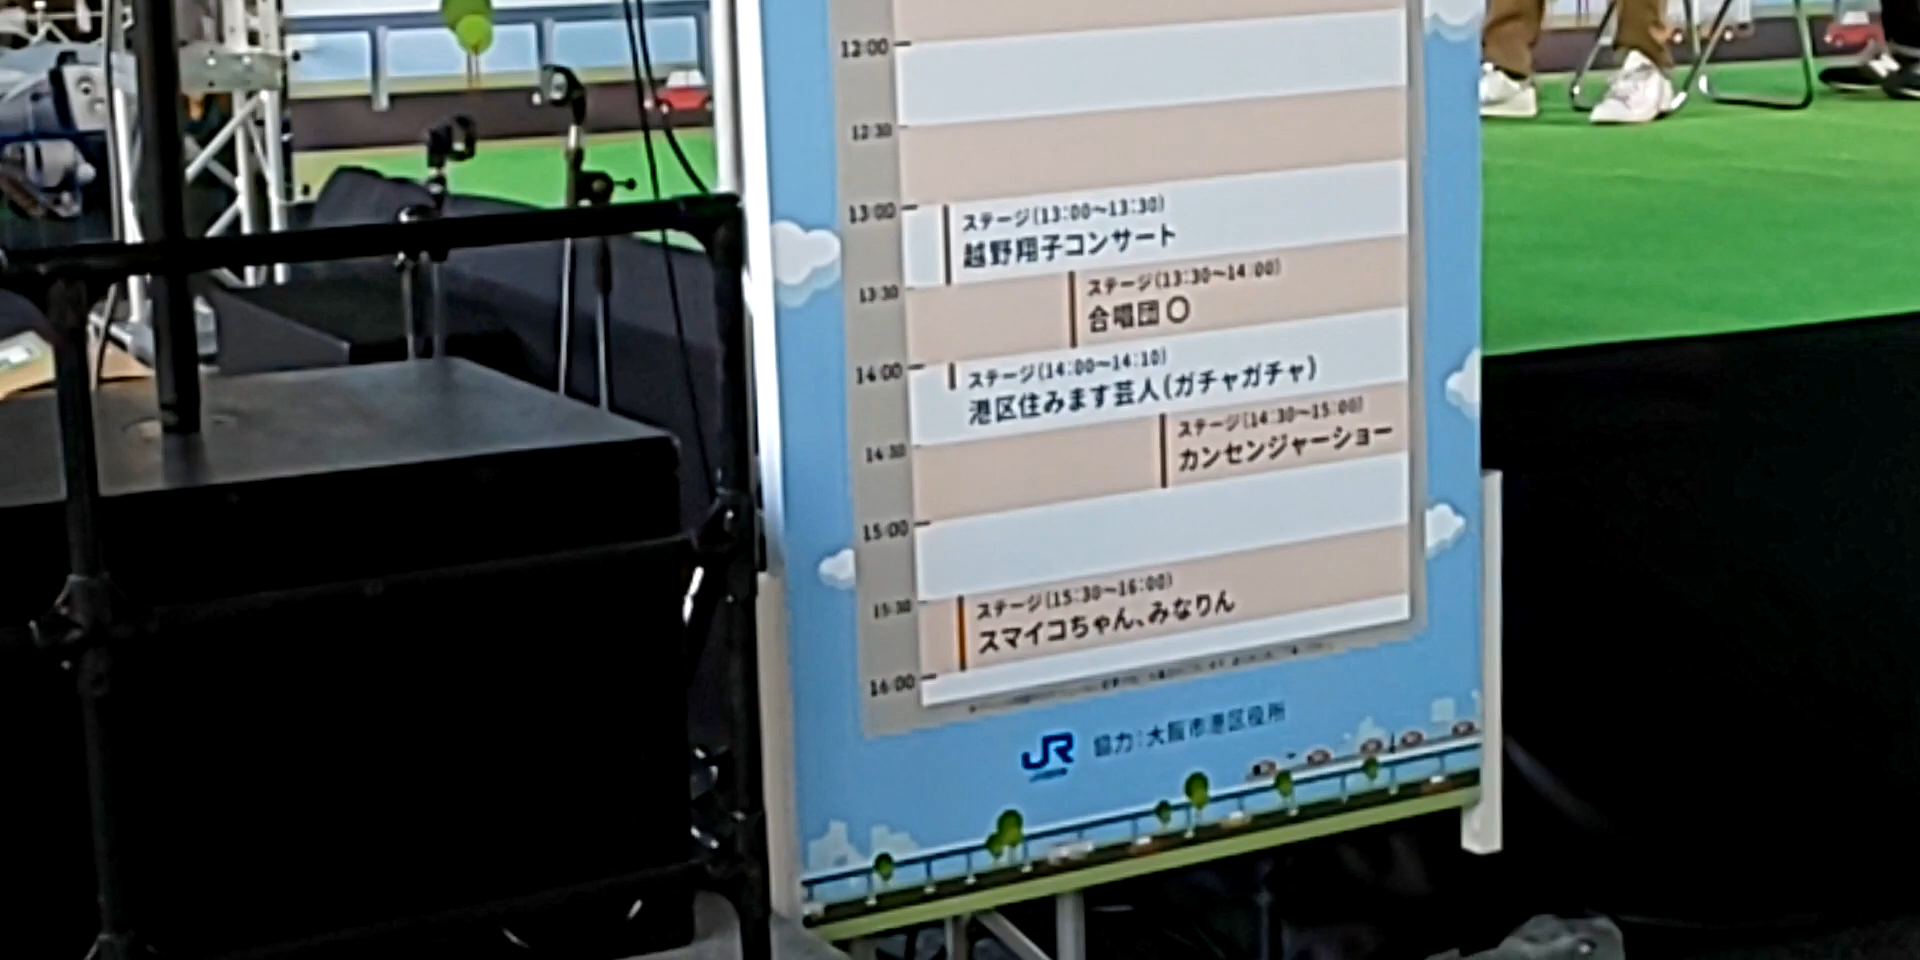 12:00
12:30
13:00
ステージ(13:00〜13:30)
越野翔子コンサート
13:30
ステージ(13:30〜14:00)
合唱団〇
14:00
ステージ(14:00〜14:10)
港区住みます芸人(ガチャガチャ)
14:30
ステージ(14:30〜15:00)
カンセンジャーショー
15:00
15:30
ステージ(15:30〜16:00)
スマイコちゃん、みなりん
16:00
JR
協力:大阪市港区役所